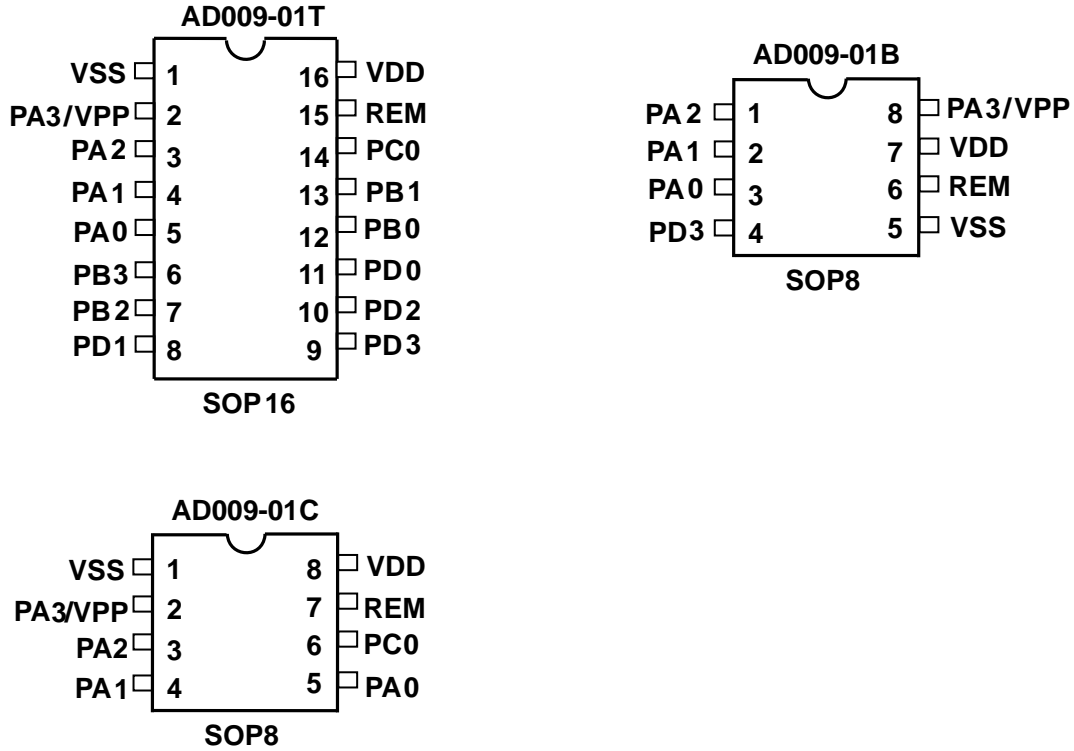 AD009-01T
VSS 1 16 VDD
PA3/VPP 2 15 REM
PA2 3 14 PC0
PA1 4 13 PB1
PA0 5 12 PB0
PB3 6 11 PD0
PB2 7 10 PD2
PD1 8 9 PD3
SOP16
AD009-01B
PA2 1 8 PA3/VPP
PA1 2 7 VDD
PA0 3 6 REM
PD3 4 5 VSS
SOP8
AD009-01C
VSS 1 8 VDD
PA3/VPP 2 7 REM
PA2 3 6 PC0
PA1 4 5 PA0
SOP8